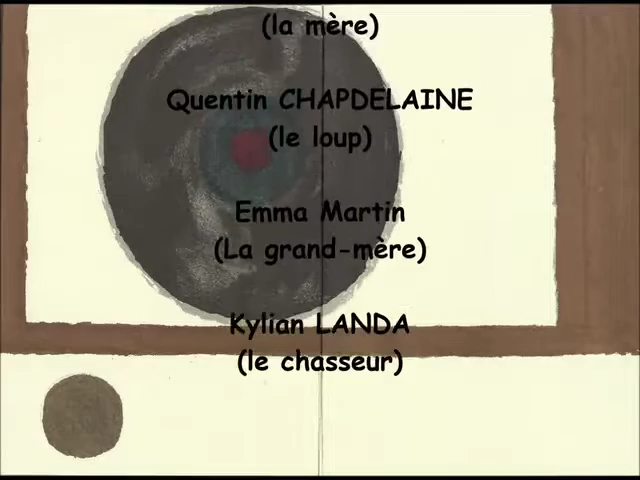 (la mère)
Quentin CHAPDELAINE
(le loup)
Emma Martin
(La grand-mère)
Kylian LANDA
(le chasseur)